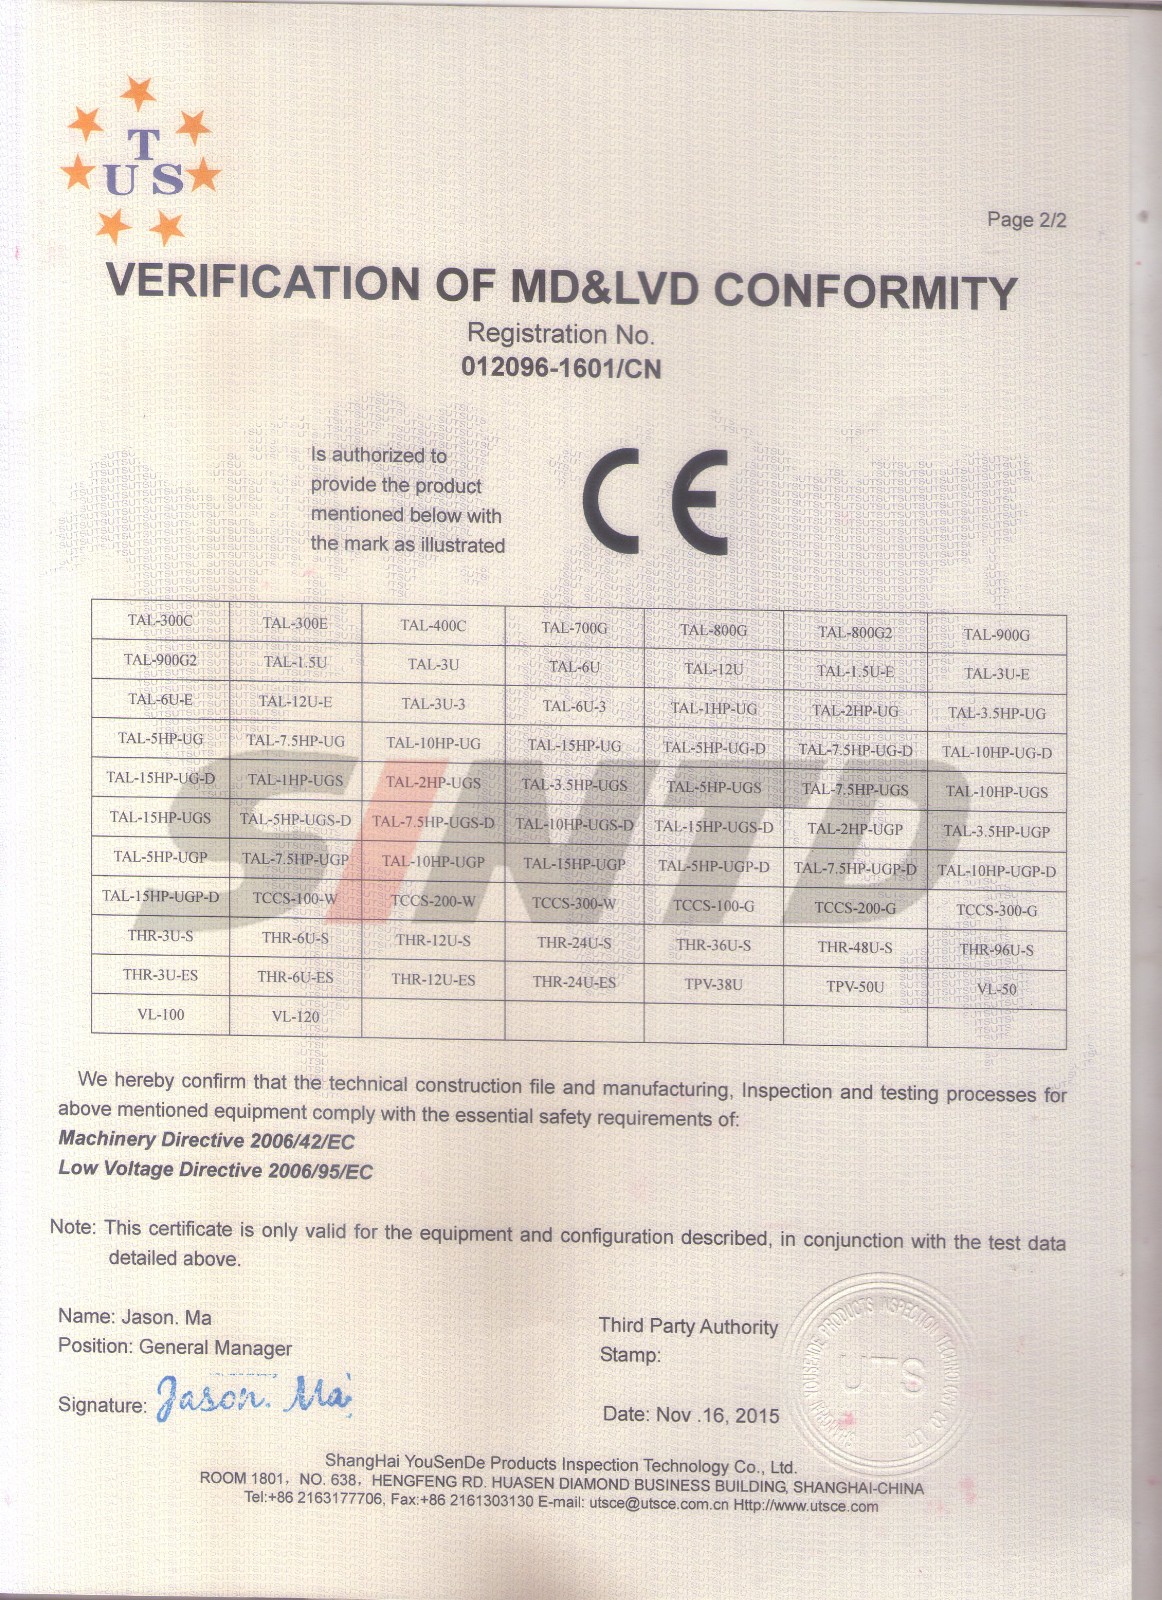 T
U S
Page 2/2
VERIFICATION OF MD&LVD CONFORMITY
Registration No.
012096-1601/CN
Is authorized to
provide the product
mentioned below with
the mark as illustrated
CE
TAL-300C TAL-300E TAL-400C TAL-700G TAL-800G TAL-800G2 TAL-900G
TAL-900G2 TAL-1.5U TAL-3U TAL-6U TAL-12U TAL-1.5U-E TAL-3U-E
TAL-6U-E TAL-12U-E TAL-3U-3 TAL-6U-3 TAL-1HP-UG TAL-2HP-UG TAL-3.5HP-UG
TAL-5HP-UG TAL-7.5HP-UG TAL-10HP-UG TAL-15HP-UG TAL-5HP-UG-D TAL-7.5HP-UG-D TAL-10HP-UG-D
TAL-15HP-UG-D TAL-1HP-UGS TAL-2HP-UGS TAL-3.5HP-UGS TAL-5HP-UGS TAL-7.5HP-UGS TAL-10HP-UGS
TAL-15HP-UGS TAL-5HP-UGS-D TAL-7.5HP-UGS-D TAL-10HP-UGS-D TAL-15HP-UGS-D TAL-2HP-UGP TAL-3.5HP-UGP
TAL-5HP-UGP TAL-7.5HP-UGP TAL-10HP-UGP TAL-15HP-UGP TAL-5HP-UGP-D TAL-7.5HP-UGP-D TAL-10HP-UGP-D
TAL-15HP-UGP-D TCCS-100-W TCCS-200-W TCCS-300-W TCCS-100-G TCCS-200-G TCCS-300-G
THR-3U-S THR-6U-S THR-12U-S THR-24U-S THR-36U-S THR-48U-S THR-96U-S
THR-3U-ES THR-6U-ES THR-12U-ES THR-24U-ES TPV-38U TPV-50U VL-50
VL-100 VL-120
SINTD
We hereby confirm that the technical construction file and manufacturing, Inspection and testing processes for
above mentioned equipment comply with the essential safety requirements of:
Machinery Directive 2006/42/EC
Low Voltage Directive 2006/95/EC
Note: This certificate is only valid for the equipment and configuration described, in conjunction with the test data
detailed above.
Name: Jason. Ma
Position: General Manager
Signature: Jason. Ma
Third Party Authority
Stamp:
UTS
Date: Nov .16, 2015
ShangHai YouSenDe Products Inspection Technology Co., Ltd.
ROOM 1801, NO. 638, HENGFENG RD. HUASEN DIAMOND BUSINESS BUILDING, SHANGHAI-CHINA
Tel:+86 2163177706, Fax:+86 2161303130 E-mail: utsce@utsce.com.cn Http://www.utsce.com